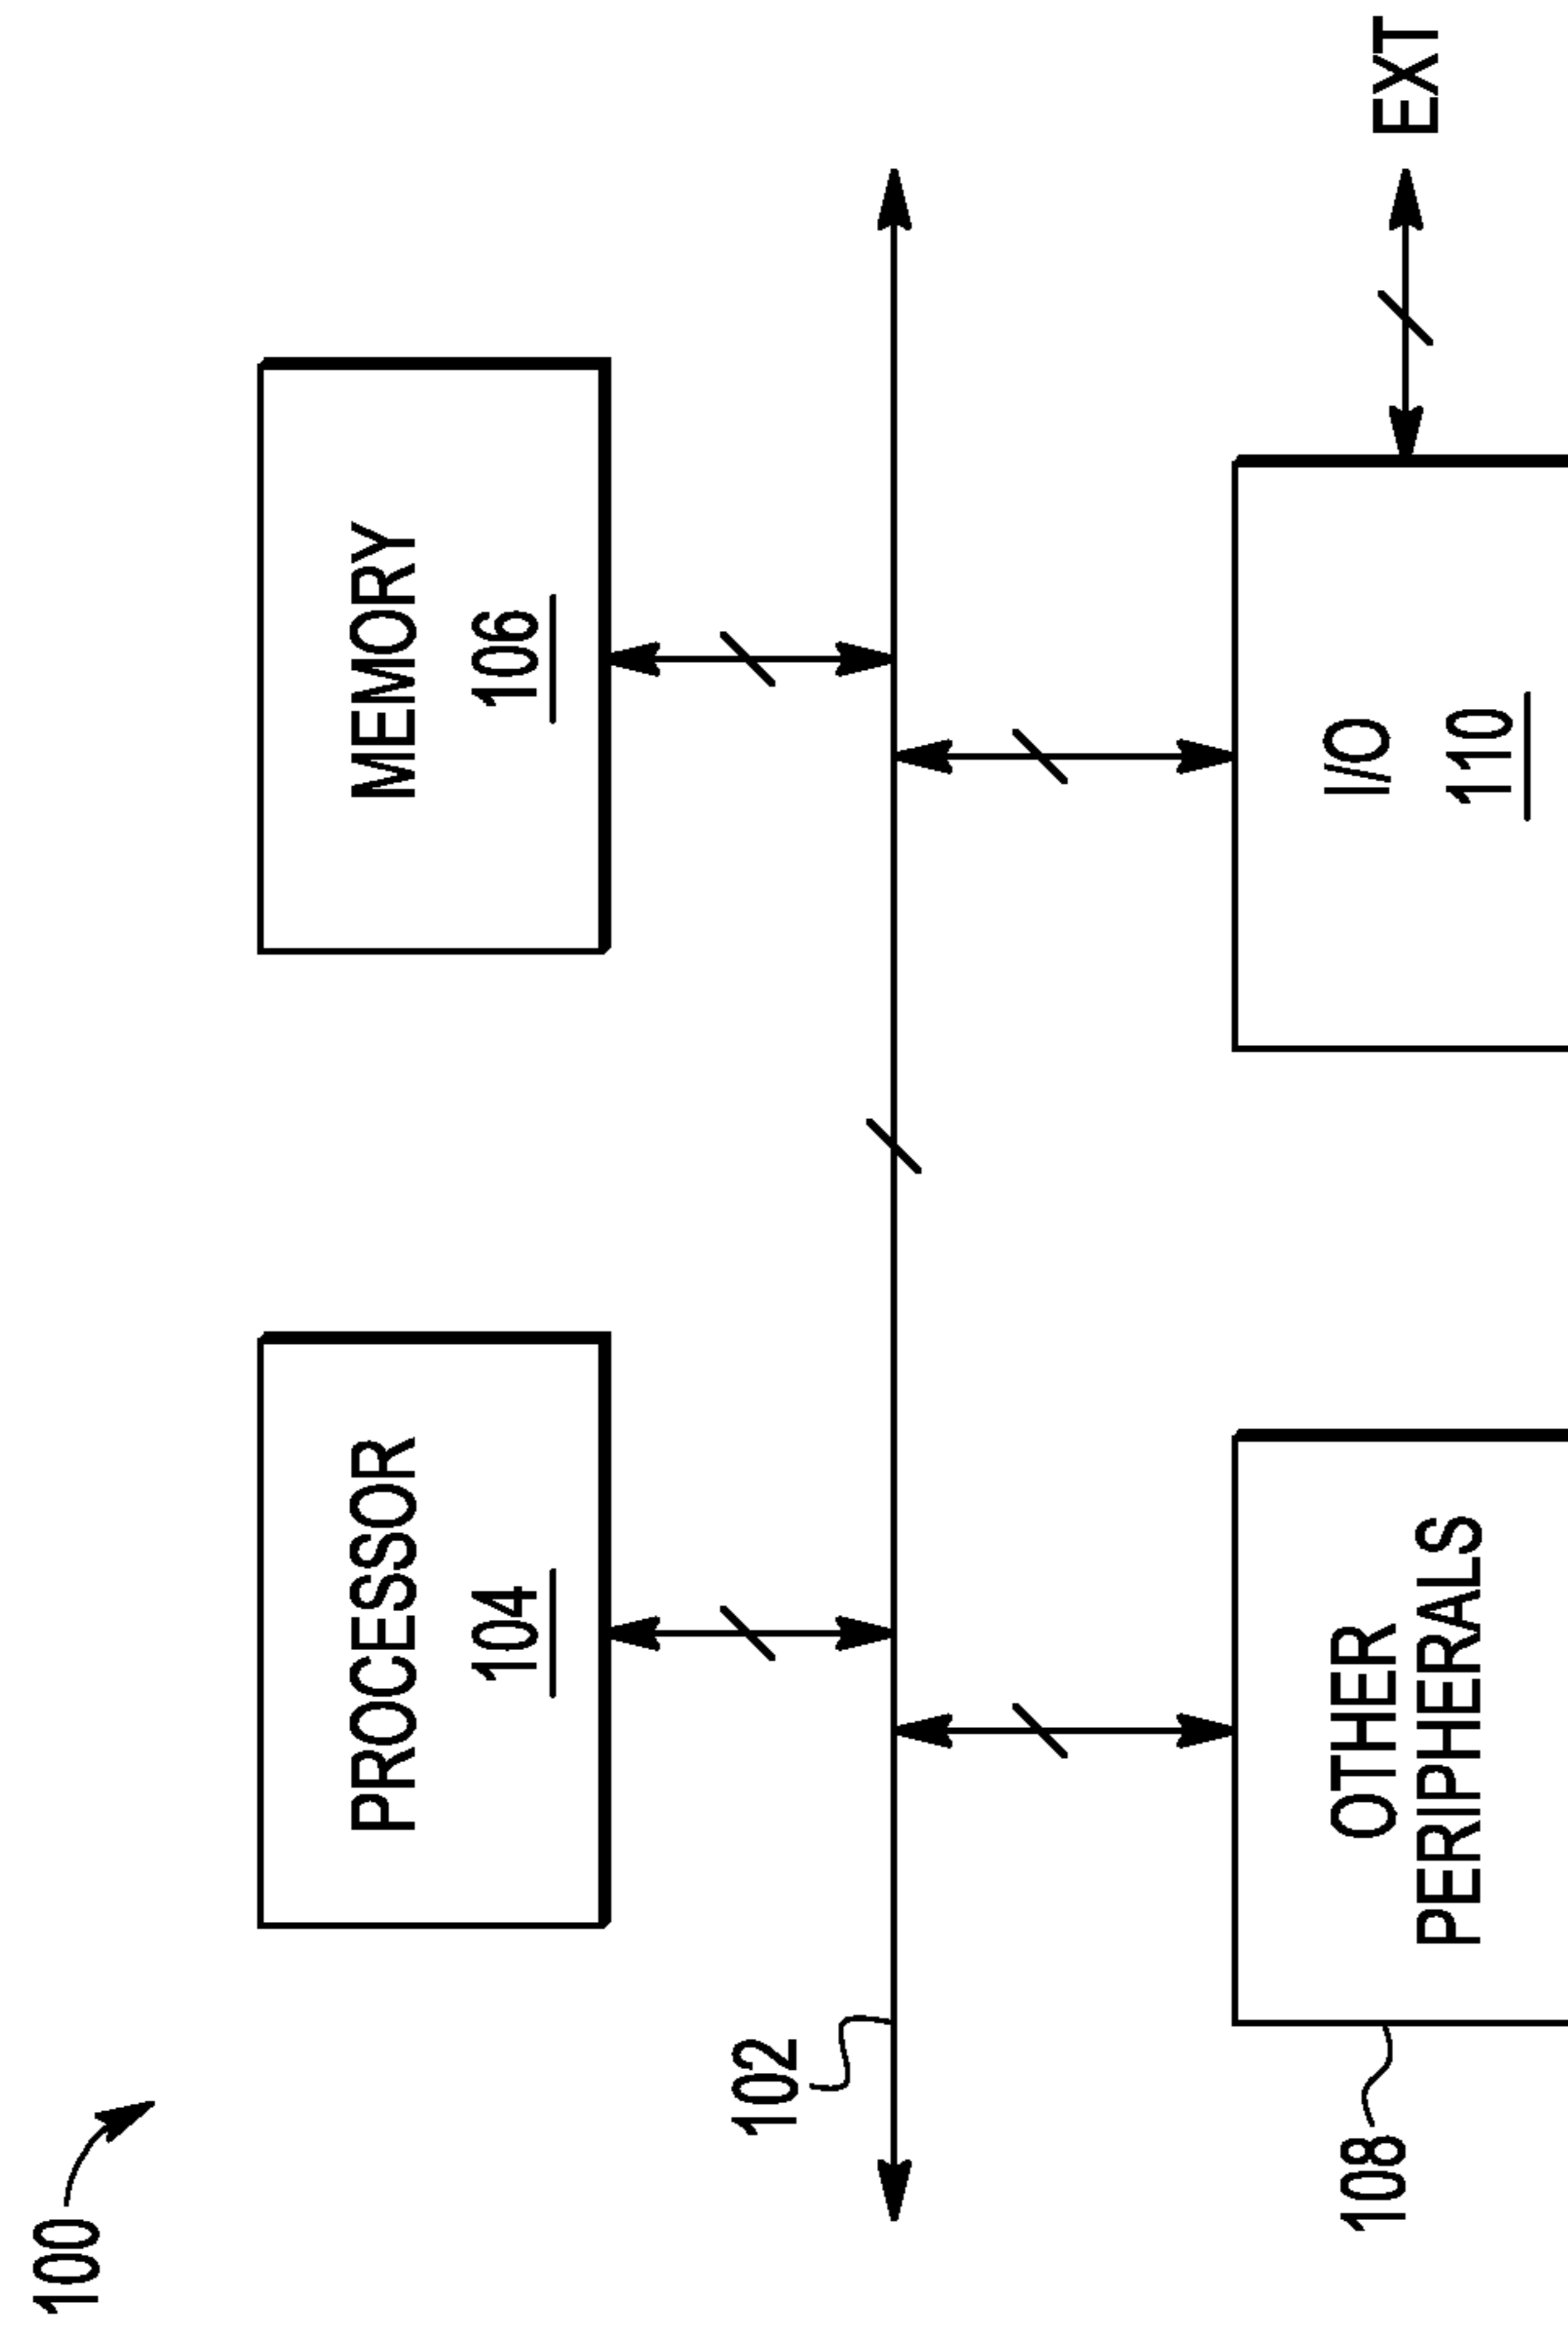 100
PROCESSOR
104
MEMORY
106
102
108
OTHER
PERIPHERALS
I/O
110
EXT